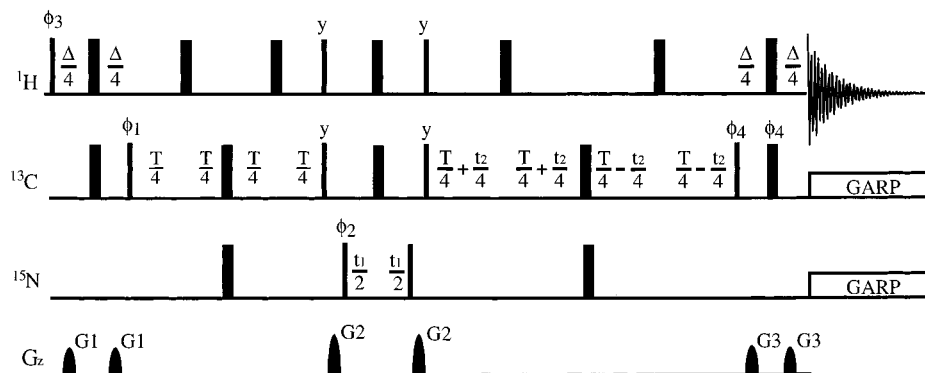 ϕ3 y y
Δ/4 Δ/4 Δ/4 Δ/4
¹H
ϕ1 y y ϕ4 ϕ4
T/4 T/4 T/4 T/4 T/4 + t2/4 T/4 + t2/4 T/4 - t2/4 T/4 - t2/4
¹³C GARP
ϕ2
t1/2 t1/2
¹⁵N GARP
G1 G1 G2 G2 G3 G3
Gz